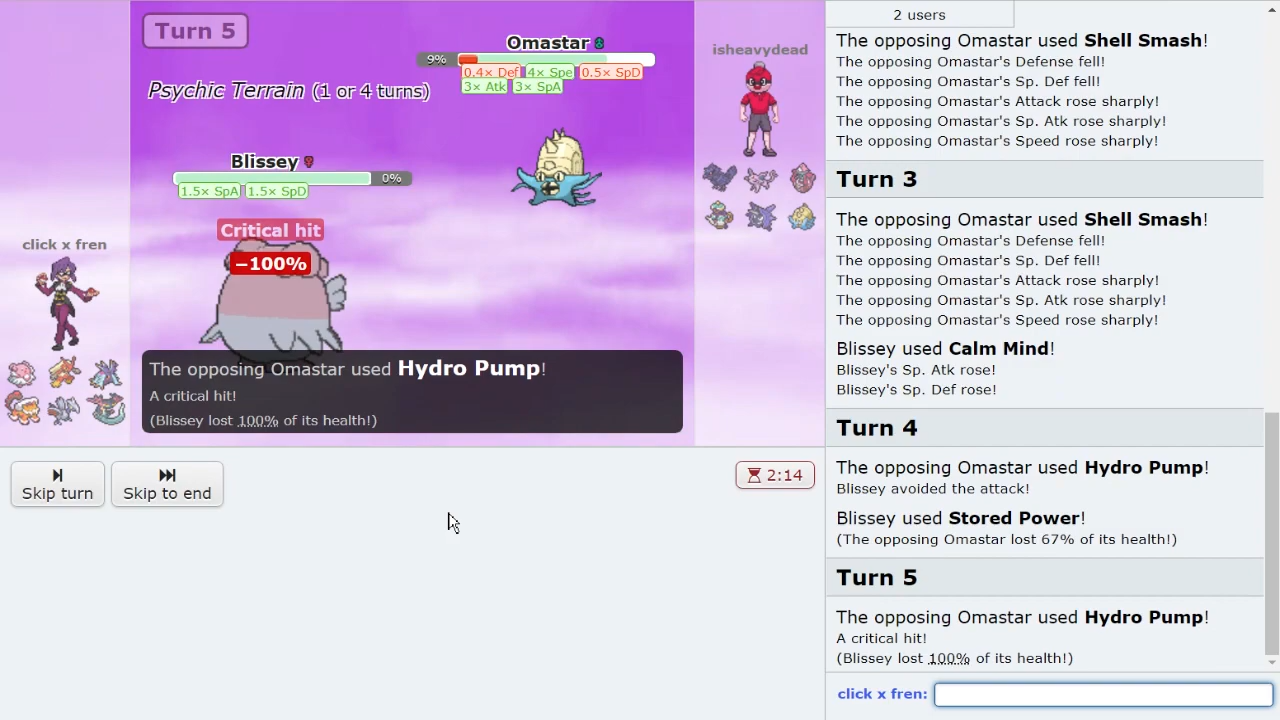 Turn 5
Psychic Terrain (1 or 4 turns)
Omastar
9%
0.4× Def 4× Spe 0.5× SpD
3× Atk 3× SpA
Blissey
0%
1.5× SpA 1.5× SpD
Critical hit
−100%
The opposing Omastar used Hydro Pump!
A critical hit!
(Blissey lost 100% of its health!)
click x fren
isheavydead
Skip turn
Skip to end
2:14
2 users
The opposing Omastar used Shell Smash!
The opposing Omastar's Defense fell!
The opposing Omastar's Sp. Def fell!
The opposing Omastar's Attack rose sharply!
The opposing Omastar's Sp. Atk rose sharply!
The opposing Omastar's Speed rose sharply!
Turn 3
The opposing Omastar used Shell Smash!
The opposing Omastar's Defense fell!
The opposing Omastar's Sp. Def fell!
The opposing Omastar's Attack rose sharply!
The opposing Omastar's Sp. Atk rose sharply!
The opposing Omastar's Speed rose sharply!
Blissey used Calm Mind!
Blissey's Sp. Atk rose!
Blissey's Sp. Def rose!
Turn 4
The opposing Omastar used Hydro Pump!
Blissey avoided the attack!
Blissey used Stored Power!
(The opposing Omastar lost 67% of its health!)
Turn 5
The opposing Omastar used Hydro Pump!
A critical hit!
(Blissey lost 100% of its health!)
click x fren: